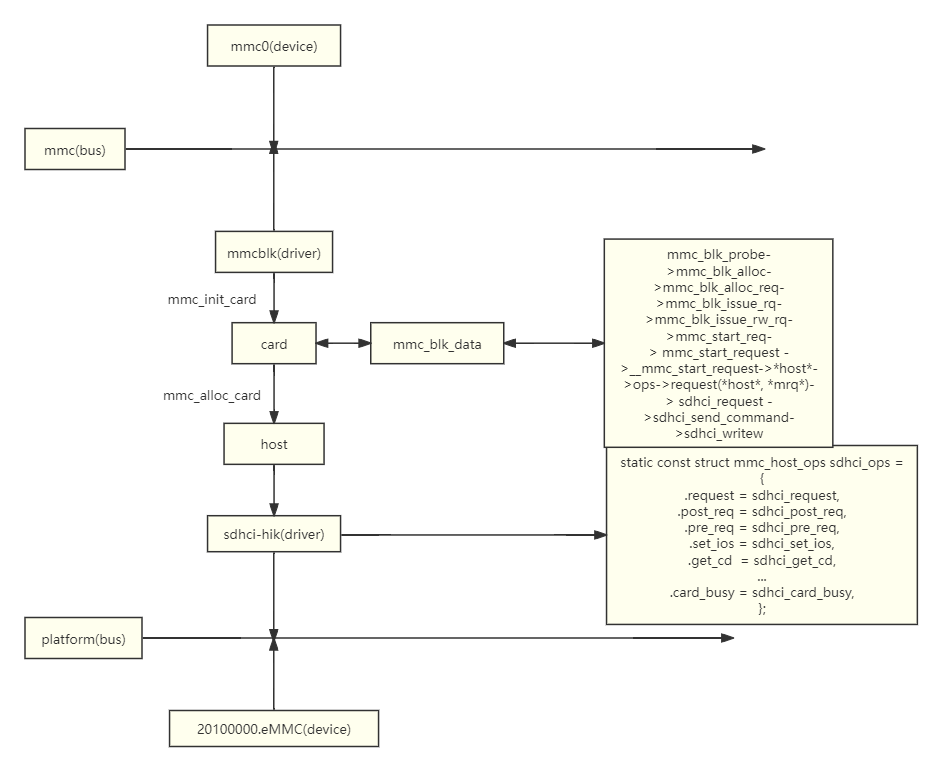 mmc0(device)
mmc(bus)
mmcblk(driver)
mmc_init_card
card
mmc_blk_data
mmc_blk_probe-
>mmc_blk_alloc-
>mmc_blk_alloc_req-
>mmc_blk_issue_rq-
>mmc_blk_issue_rw_rq-
>mmc_start_req-
> mmc_start_request -
>__mmc_start_request->*host*-
>ops->request(*host*, *mrq*)-
> sdhci_request -
>sdhci_send_command-
>sdhci_writew
mmc_alloc_card
host
sdhci-hik(driver)
static const struct mmc_host_ops sdhci_ops =
{
.request = sdhci_request,
.post_req = sdhci_post_req,
.pre_req = sdhci_pre_req,
.set_ios = sdhci_set_ios,
.get_cd  = sdhci_get_cd,
...
.card_busy = sdhci_card_busy,
};
platform(bus)
20100000.eMMC(device)